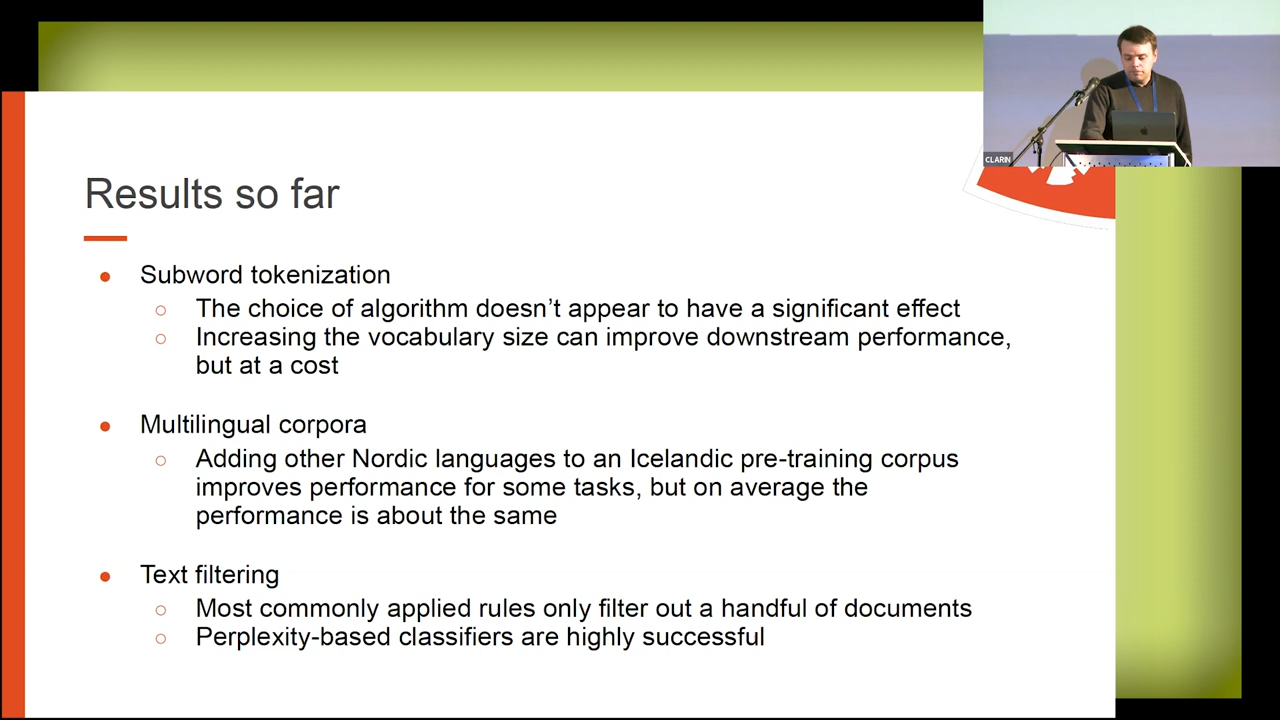 CLARIN
Results so far
● Subword tokenization
○ The choice of algorithm doesn’t appear to have a significant effect
○ Increasing the vocabulary size can improve downstream performance,
but at a cost
● Multilingual corpora
○ Adding other Nordic languages to an Icelandic pre-training corpus
improves performance for some tasks, but on average the
performance is about the same
● Text filtering
○ Most commonly applied rules only filter out a handful of documents
○ Perplexity-based classifiers are highly successful